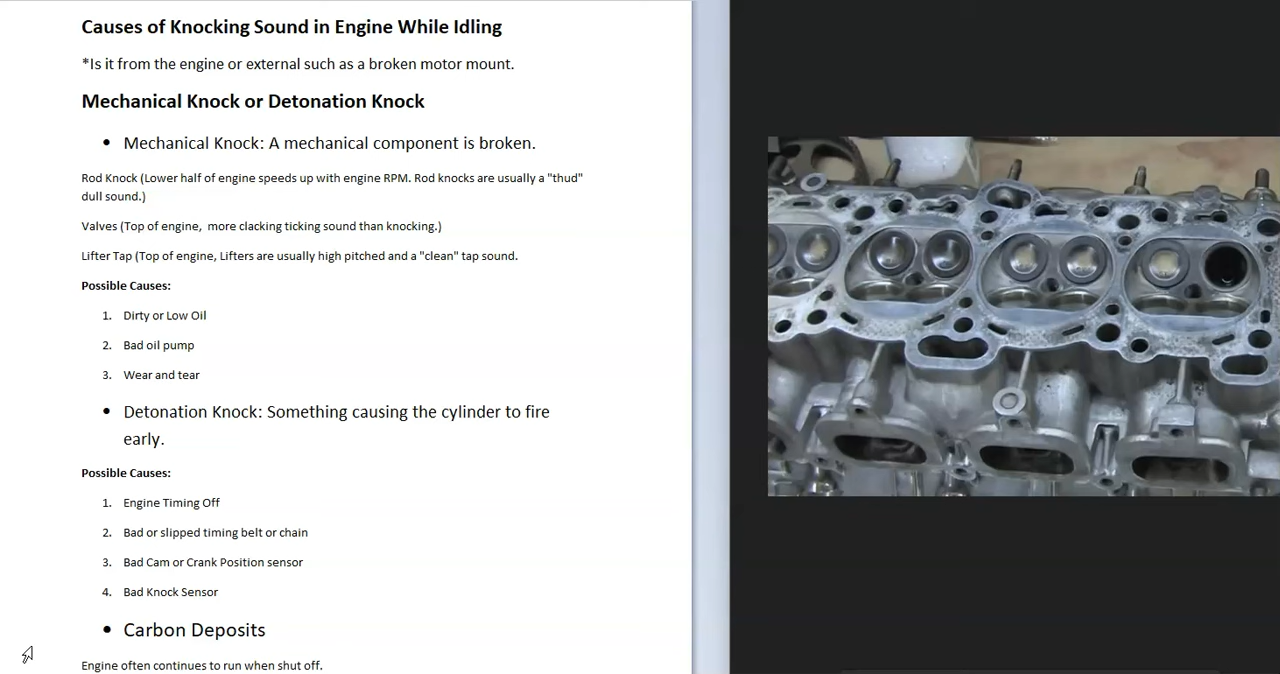 Causes of Knocking Sound in Engine While Idling
*Is it from the engine or external such as a broken motor mount.
Mechanical Knock or Detonation Knock
• Mechanical Knock: A mechanical component is broken.
Rod Knock (Lower half of engine speeds up with engine RPM. Rod knocks are usually a "thud"
dull sound.)
Valves (Top of engine,  more clacking ticking sound than knocking.)
Lifter Tap (Top of engine, Lifters are usually high pitched and a "clean" tap sound.
Possible Causes:
1. Dirty or Low Oil
2. Bad oil pump
3. Wear and tear
• Detonation Knock: Something causing the cylinder to fire
early.
Possible Causes:
1. Engine Timing Off
2. Bad or slipped timing belt or chain
3. Bad Cam or Crank Position sensor
4. Bad Knock Sensor
• Carbon Deposits
Engine often continues to run when shut off.